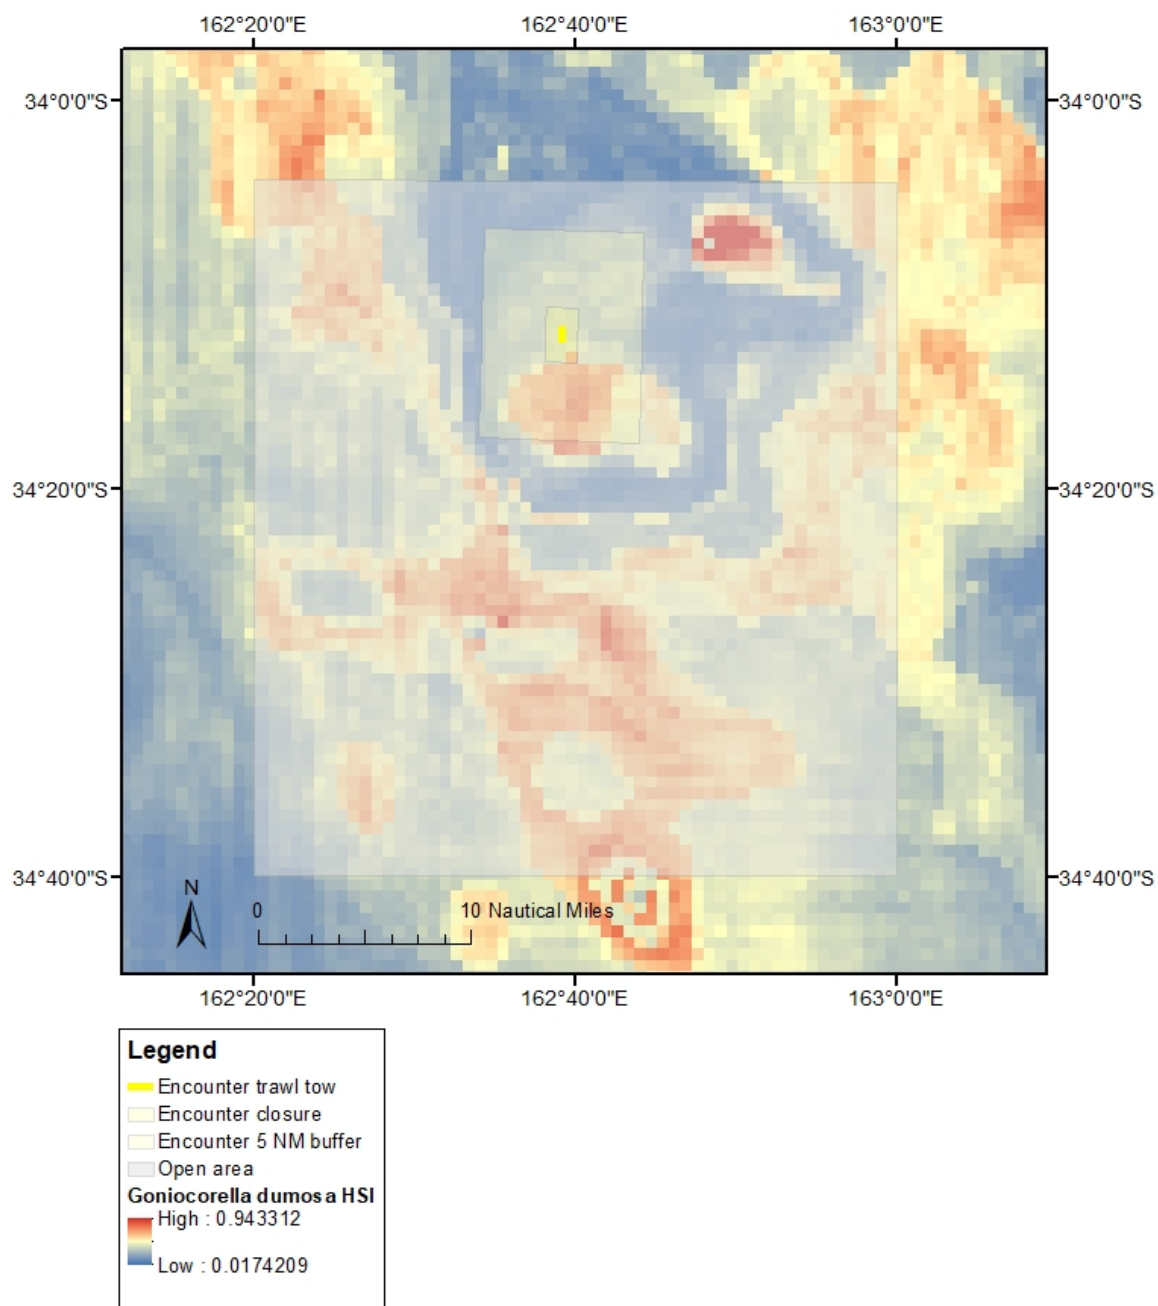 162°20'0"E 162°40'0"E 163°0'0"E
34°0'0"S 34°0'0"S
34°20'0"S 34°20'0"S
34°40'0"S 34°40'0"S
N
0 10 Nautical Miles
162°20'0"E 162°40'0"E 163°0'0"E
Legend
Encounter trawl tow
Encounter closure
Encounter 5 NM buffer
Open area
Goniocorella dumosa HSI
High : 0.943312
Low : 0.0174209